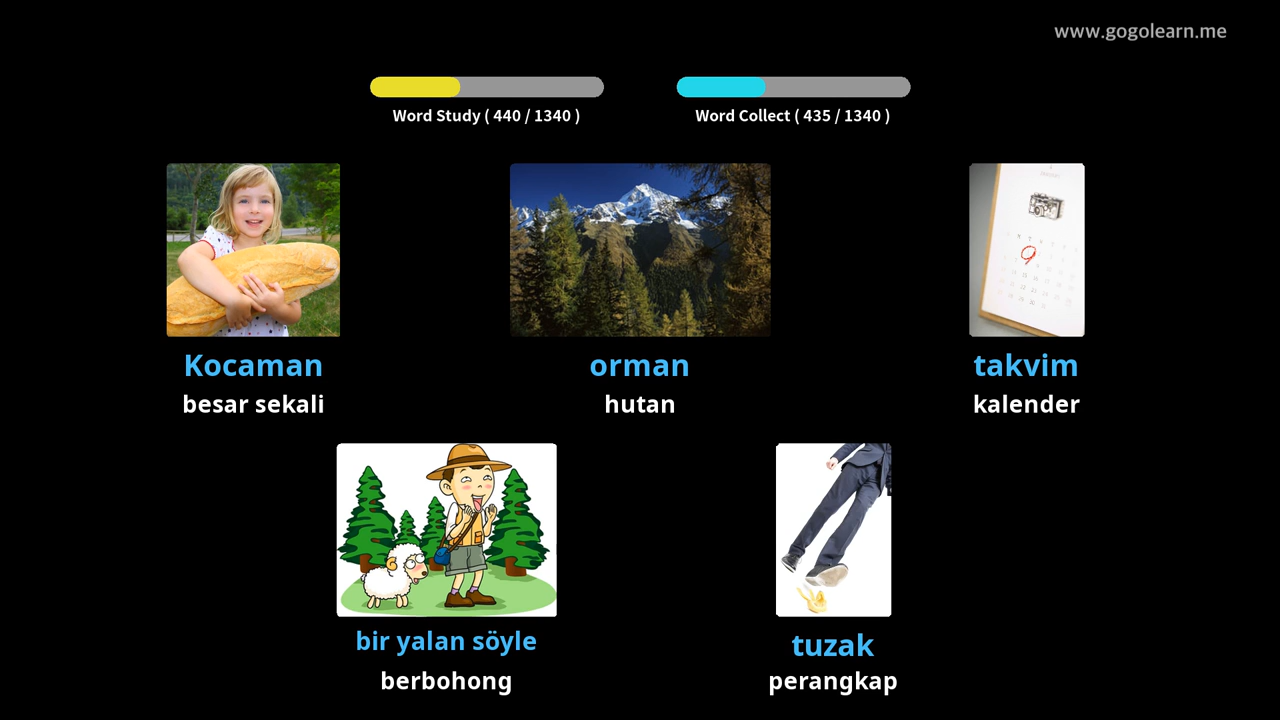 www.gogolearn.me
Word Study ( 440 / 1340 )
Word Collect ( 435 / 1340 )
Kocaman
besar sekali
orman
hutan
takvim
kalender
bir yalan söyle
berbohong
tuzak
perangkap